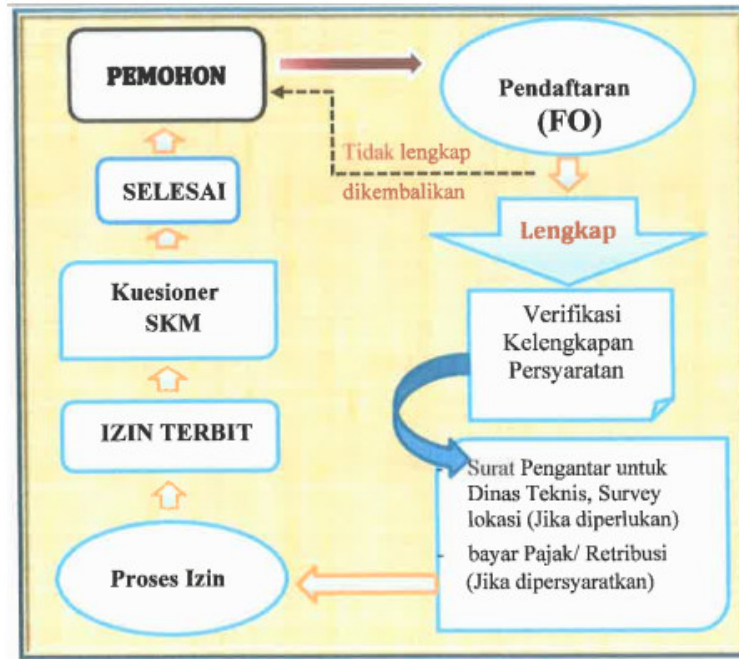 PEMOHON
Pendaftaran
(FO)
Tidak lengkap
dikembalikan
SELESAI
Lengkap
Kuesioner
SKM
Verifikasi
Kelengkapan
Persyaratan
IZIN TERBIT
- Surat Pengantar untuk
Dinas Teknis, Survey
lokasi (Jika diperlukan)
- bayar Pajak/ Retribusi
(Jika dipersyaratkan)
Proses Izin